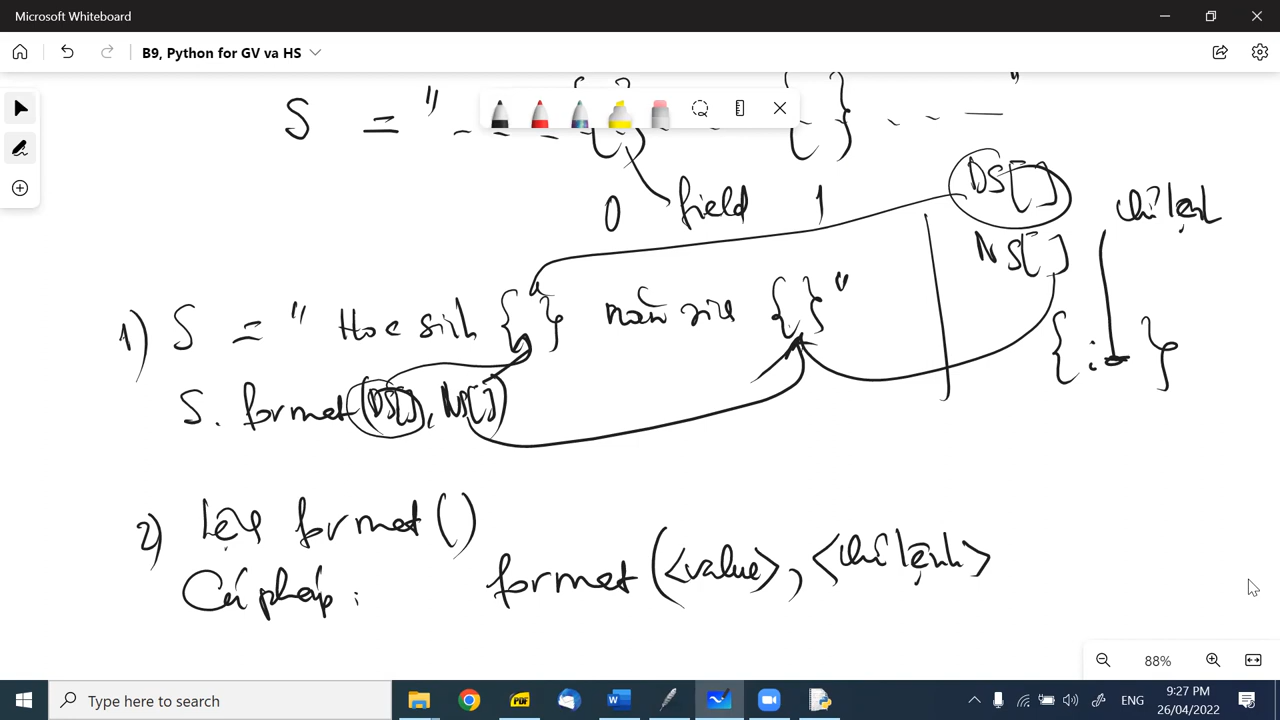 Microsoft Whiteboard
B9, Python for GV va HS
S = " - - - {} - - {} - - - "
0 field 1
DS[]
NS[]
chỉ lệnh
1) S = " Học sinh { } năm sinh { } "
{ : }
S. format (DS[], NS[])
2) Lệnh format ()
Cú pháp : format (<value>, <chỉ lệnh>
88%
Type here to search
ENG
9:27 PM
26/04/2022